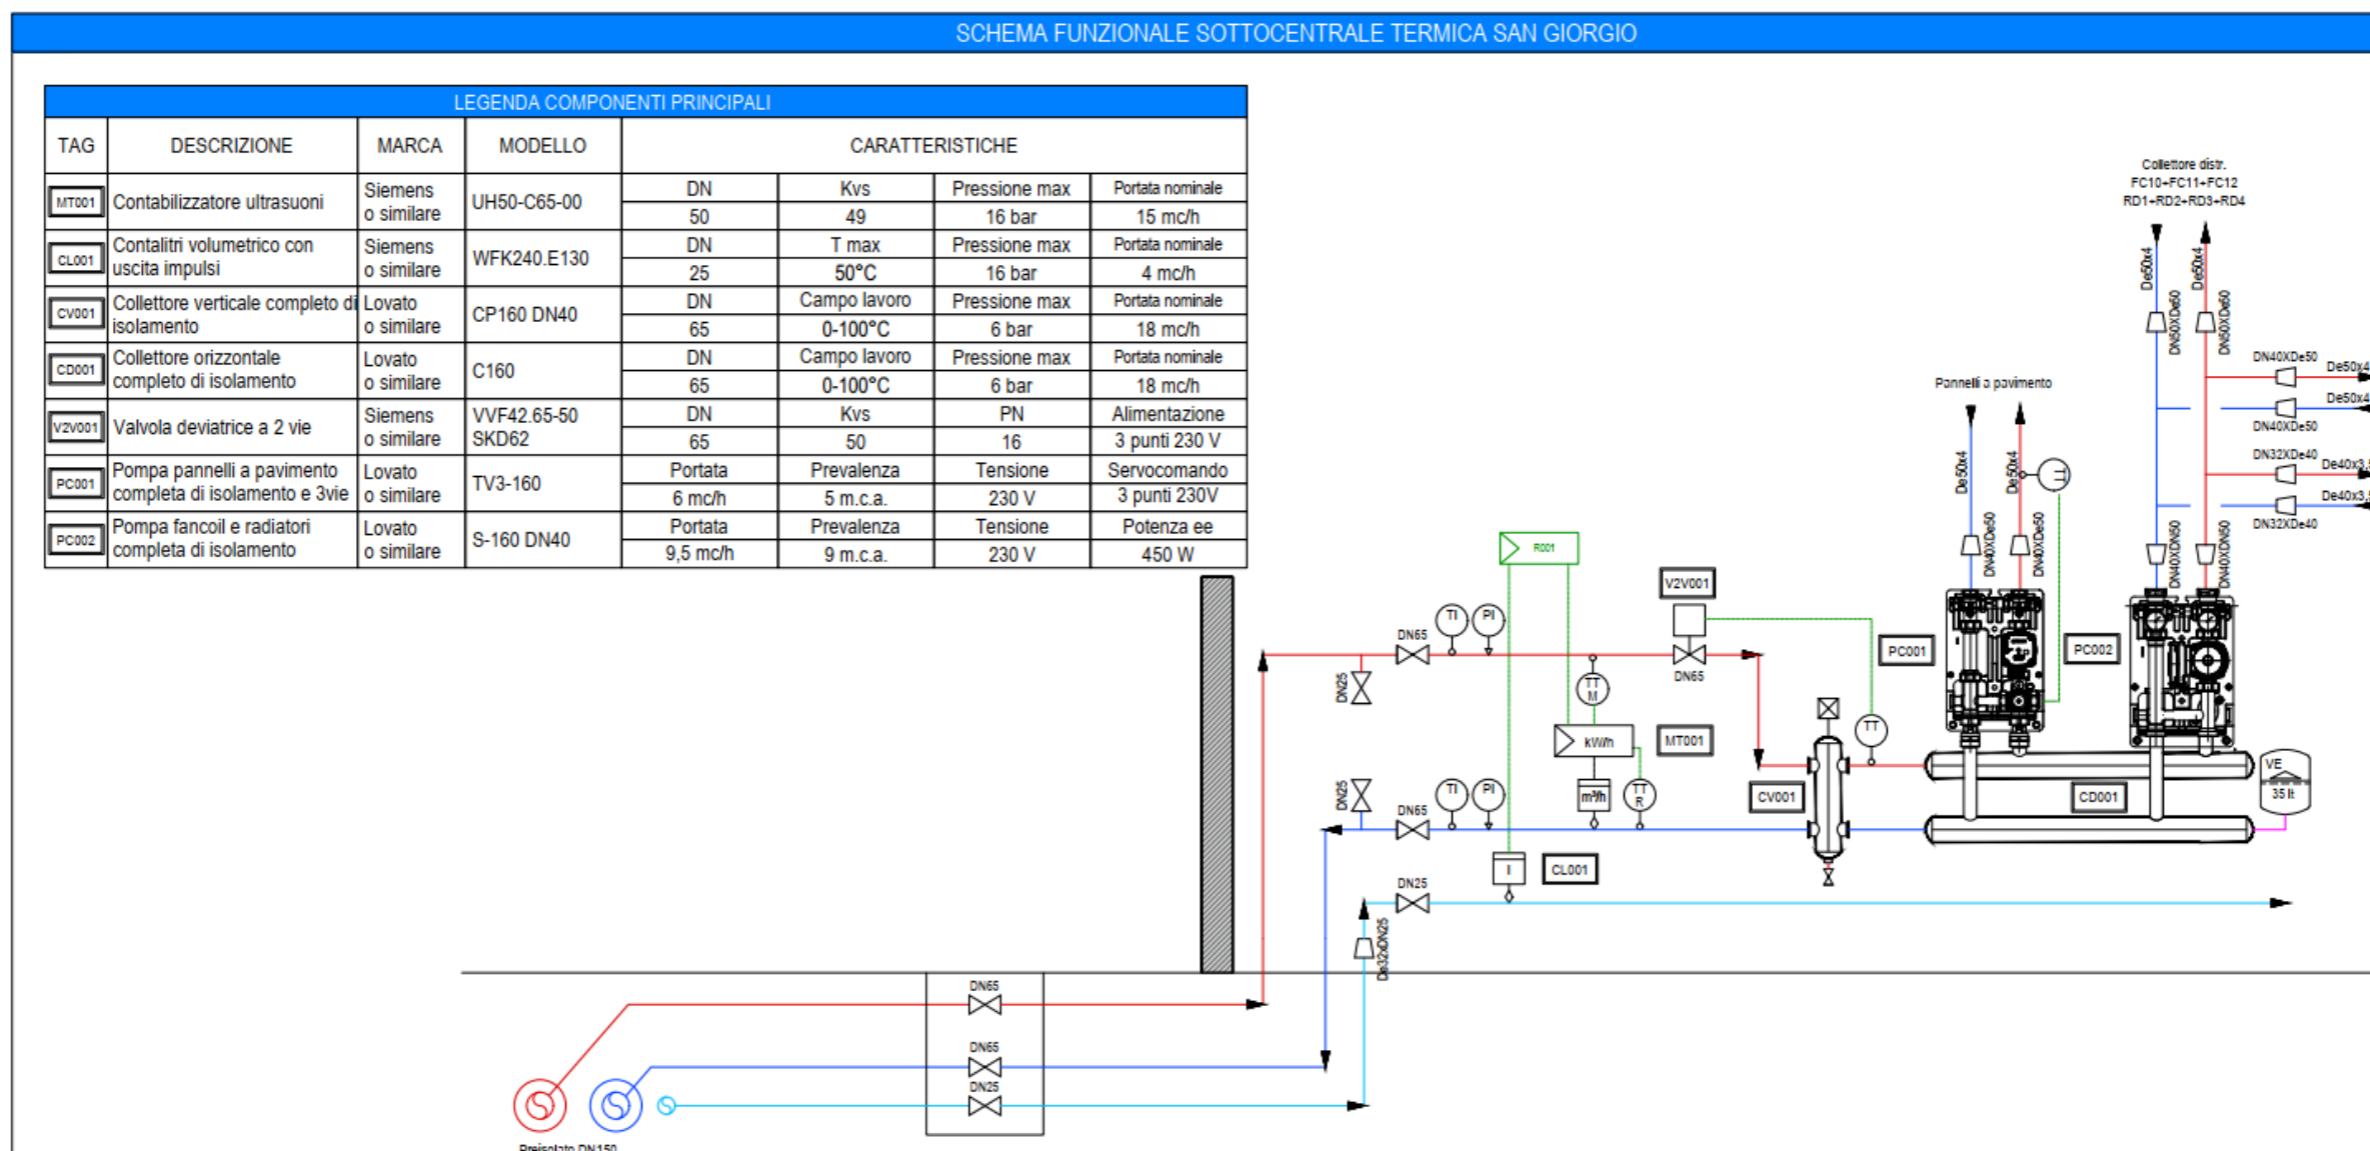 SCHEMA FUNZIONALE SOTTOCENTRALE TERMICA SAN GIORGIO
LEGENDA COMPONENTI PRINCIPALI
TAG DESCRIZIONE MARCA MODELLO CARATTERISTICHE
MT001 Contabilizzatore ultrasuoni Siemens o similare UH50-C65-00
DN Kvs Pressione max Portata nominale
50 49 16 bar 15 mc/h
CL001 Contalitri volumetrico con uscita impulsi Siemens o similare WFK240.E130
DN T max Pressione max Portata nominale
25 50°C 16 bar 4 mc/h
CV001 Collettore verticale completo di isolamento Lovato o similare CP160 DN40
DN Campo lavoro Pressione max Portata nominale
65 0-100°C 6 bar 18 mc/h
CD001 Collettore orizzontale completo di isolamento Lovato o similare C160
DN Campo lavoro Pressione max Portata nominale
65 0-100°C 6 bar 18 mc/h
V2V001 Valvola deviatrice a 2 vie Siemens o similare VVF42.65-50 SKD62
DN Kvs PN Alimentazione
65 50 16 3 punti 230 V
PC001 Pompa pannelli a pavimento completa di isolamento e 3vie Lovato o similare TV3-160
Portata Prevalenza Tensione Servocomando
6 mc/h 5 m.c.a. 230 V 3 punti 230V
PC002 Pompa fancoil e radiatori completa di isolamento Lovato o similare S-160 DN40
Portata Prevalenza Tensione Potenza ee
9,5 mc/h 9 m.c.a. 230 V 450 W
Collettore distr.
FC10+FC11+FC12
RD1+RD2+RD3+RD4
De50x4
De50x4
DN50XDe50
DN50XDe50
DN40XDe50
De50x4
De50x4
DN40XDe50
DN32XDe40
De40x3,5
De40x3,5
DN32XDe40
Pannelli a pavimento
De50x4
De50x4
TT
DN40XDe50
DN40XDe50
DN40XDN50
DN40XDN50
R001
V2V001
DN65
TI
PI
DN65
PC001
PC002
DN25
TT
M
kW/h
MT001
TT
DN25
DN65
TI
PI
m³/h
TT
R
CV001
CD001
VE
35 lt
DN25
I
CL001
De32xDN25
DN65
DN65
DN25
Preisolato DN150